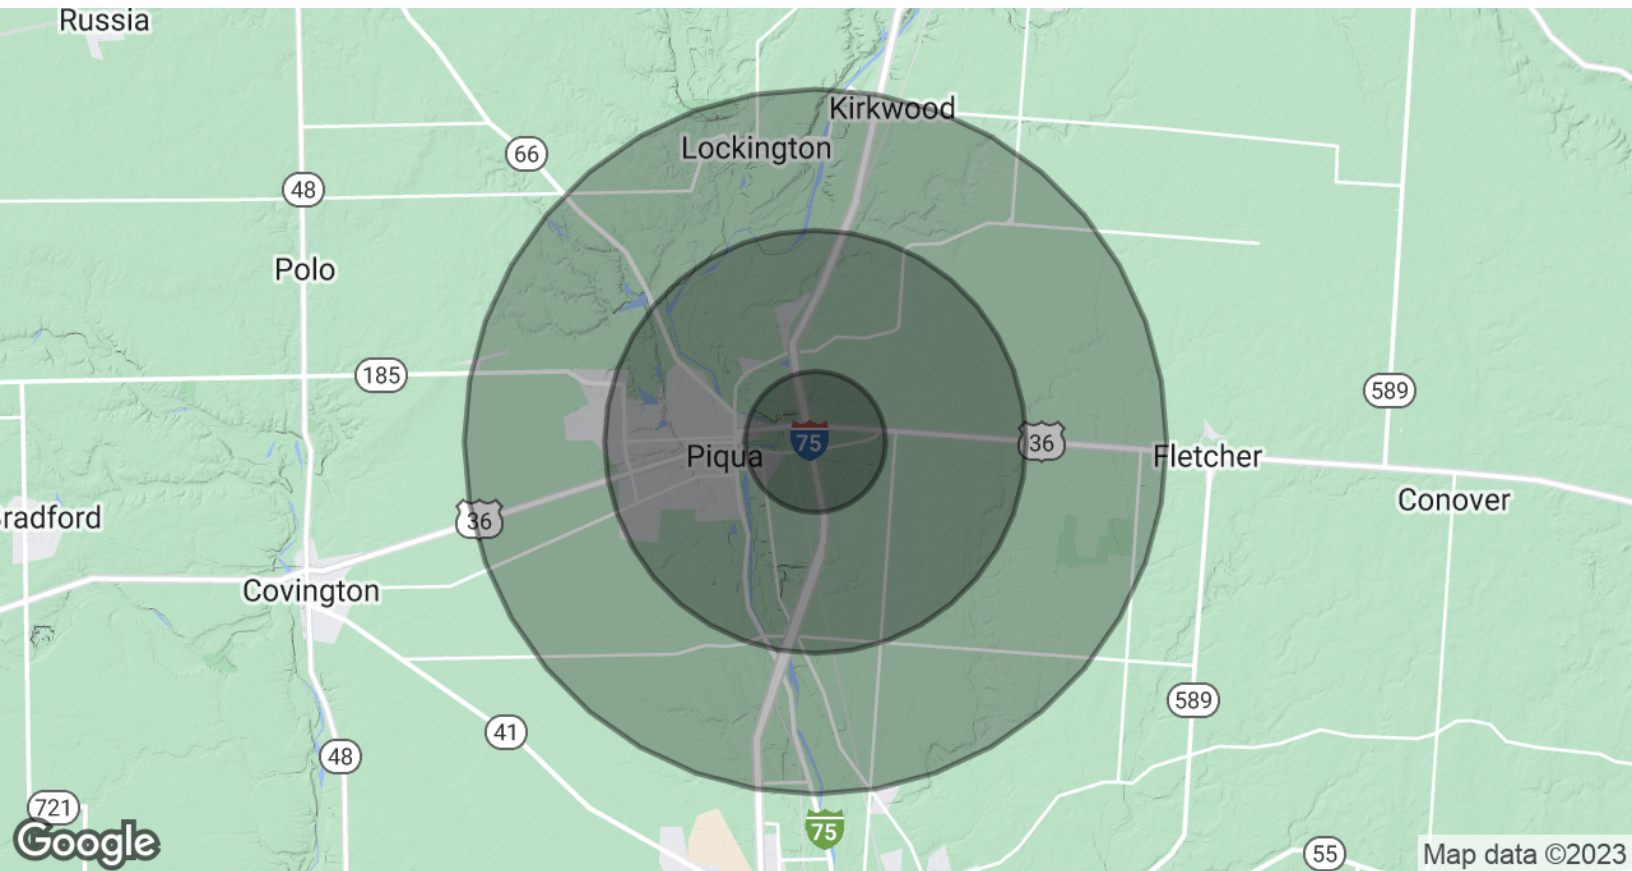 Russia
Kirkwood
Lockington
66
48
Polo
185
589
75
36
Piqua
Fletcher
Conover
radford
36
Covington
589
41
48
721
75
55
Google
Map data ©2023